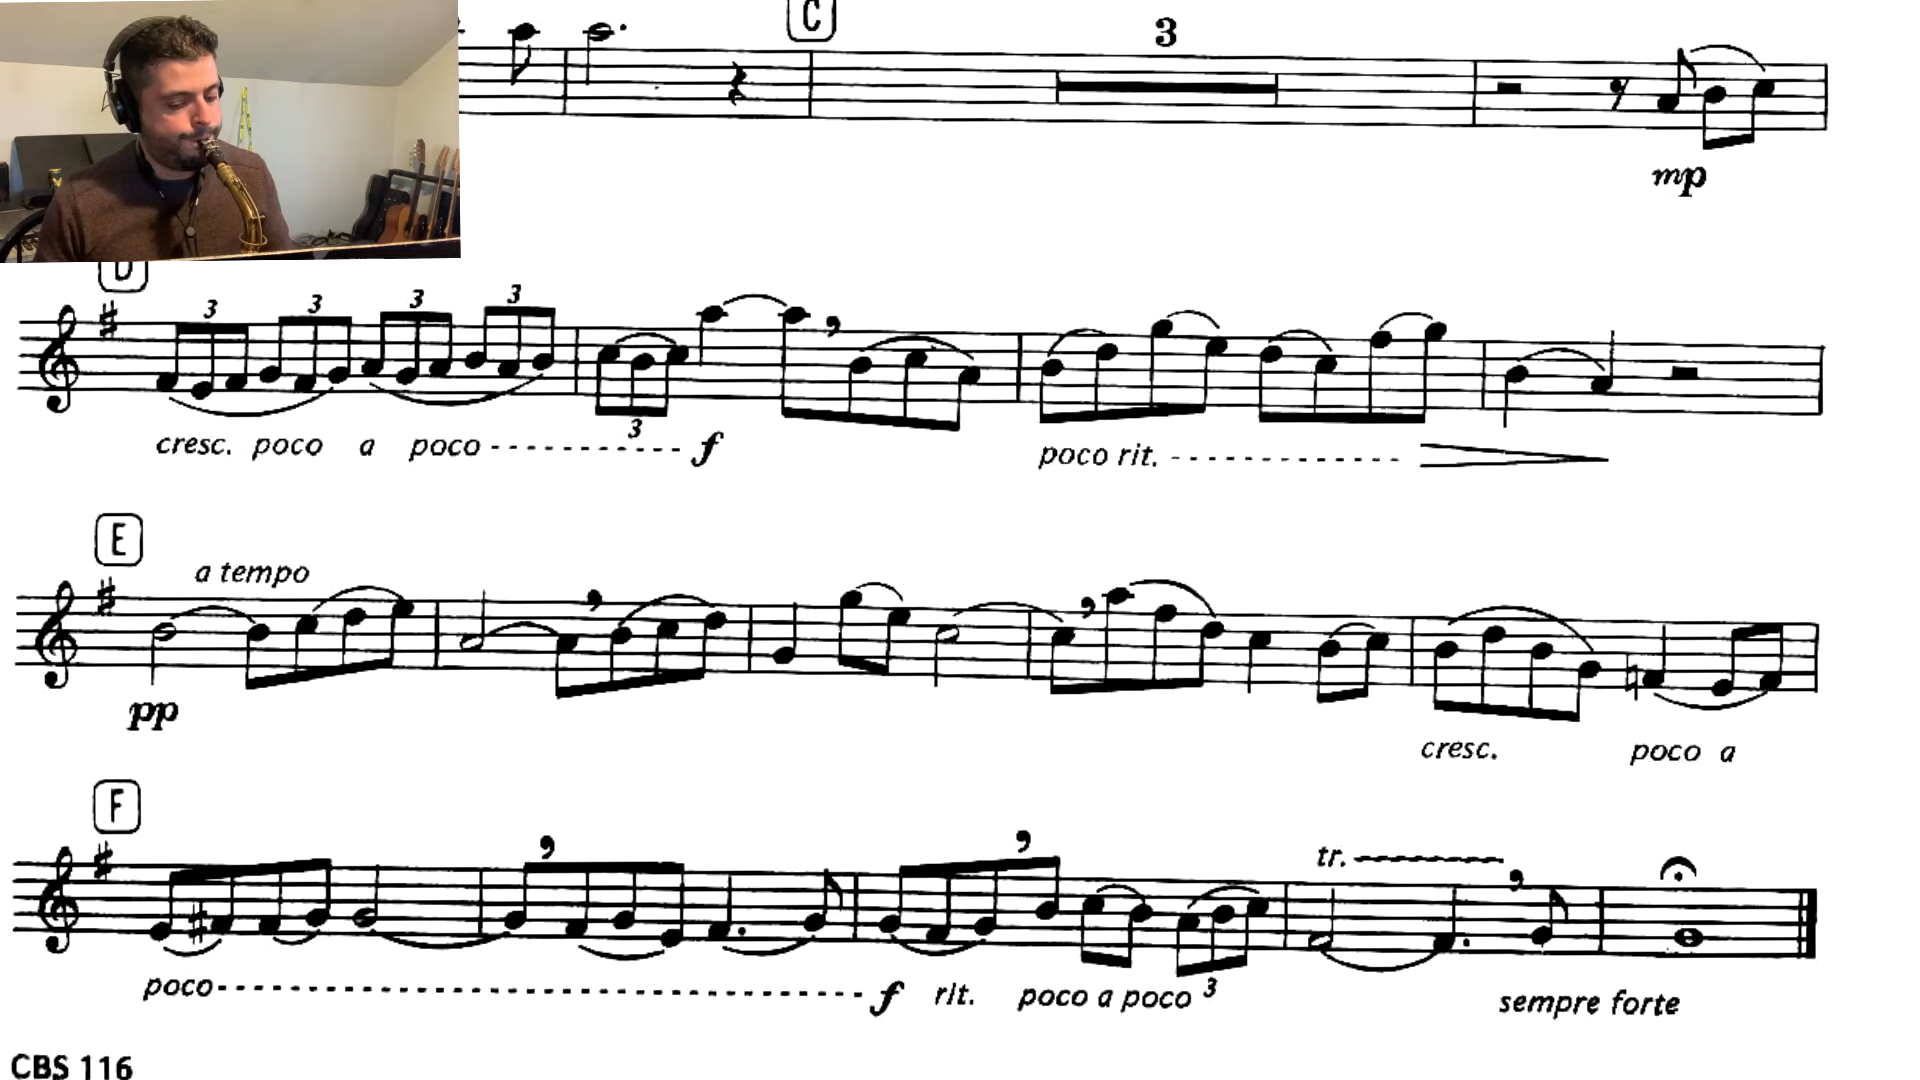 C
3
mp
D
3 3 3 3
3
cresc. poco a poco f
poco rit.
E
a tempo
pp
cresc. poco a
F
tr.
poco f rit. poco a poco 3
sempre forte
CBS 116